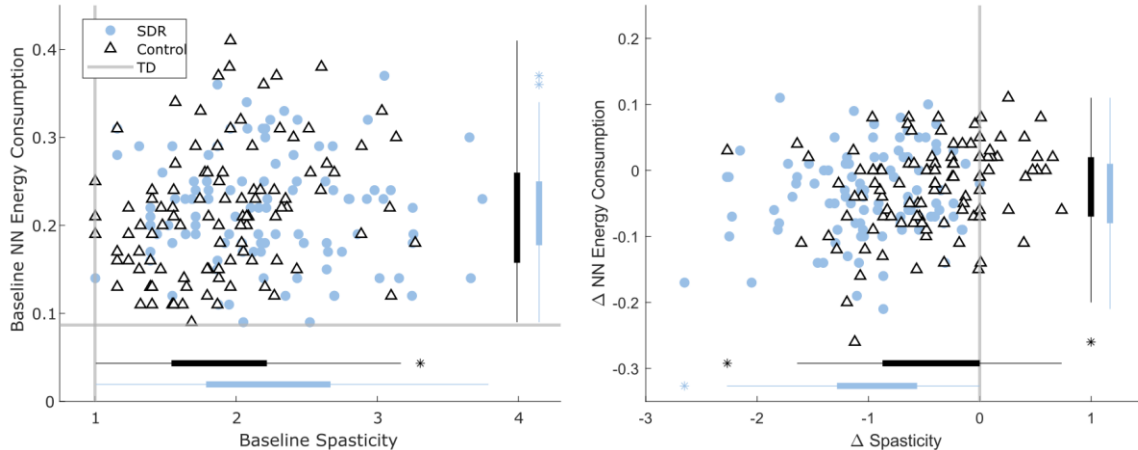 SDR
Control
TD
Baseline NN Energy Consumption
0.4
0.3
0.2
0.1
0
1
2
3
4
Baseline Spasticity
Δ NN Energy Consumption
0.2
0.1
0
-0.1
-0.2
-0.3
-3
-2
-1
0
1
Δ Spasticity